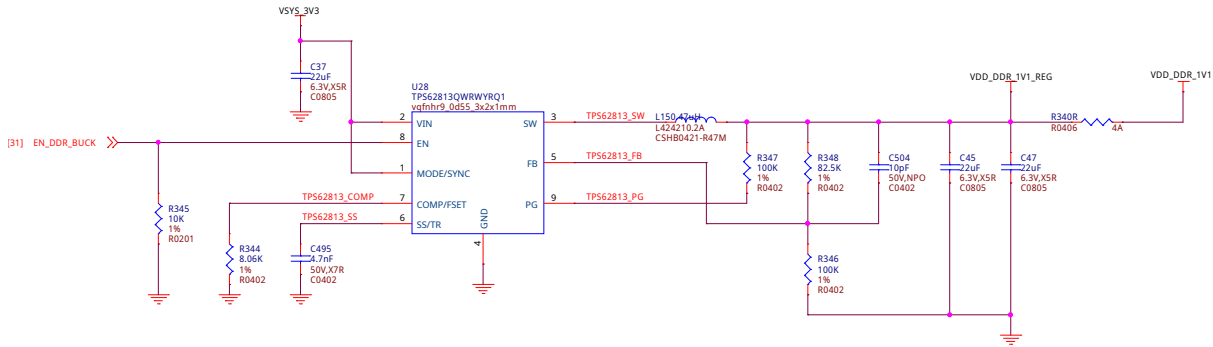 VSYS_3V3
C37
22uF
6.3V,X5R
C0805
U28
TPS62813QWRWYRQ1
vqfnhr9_0d55_3x2x1mm
2
VIN
8
EN
1
MODE/SYNC
7
COMP/FSET
6
SS/TR
GND
4
SW
3
FB
5
PG
9
[31] EN_DDR_BUCK
R345
10K
1%
R0201
TPS62813_COMP
TPS62813_SS
R344
8.06K
1%
R0402
C495
4.7nF
50V,X7R
C0402
TPS62813_SW
TPS62813_FB
TPS62813_PG
L424210.2A
CSHB0421-R47M
R347
100K
1%
R0402
R348
82.5K
1%
R0402
C504
10pF
50V,NPO
C0402
R346
100K
1%
R0402
C45
22uF
6.3V,X5R
C0805
VDD_DDR_1V1_REG
C47
22uF
6.3V,X5R
C0805
R340R
R0406
4A
VDD_DDR_1V1